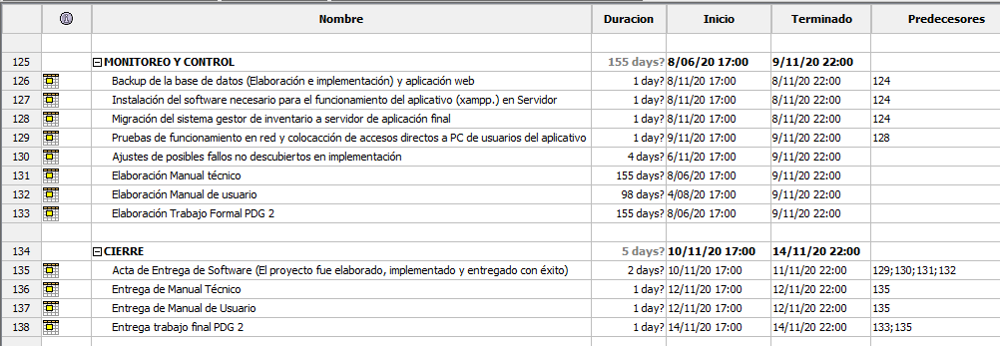 Nombre Duracion Inicio Terminado Predecesores
125 MONITOREO Y CONTROL 155 days? 8/06/20 17:00 9/11/20 22:00
126 Backup de la base de datos (Elaboración e implementación) y aplicación web 1 day? 8/11/20 17:00 8/11/20 22:00 124
127 Instalación del software necesario para el funcionamiento del aplicativo (xampp.) en Servidor 1 day? 8/11/20 17:00 8/11/20 22:00 124
128 Migración del sistema gestor de inventario a servidor de aplicación final 1 day? 8/11/20 17:00 8/11/20 22:00 124
129 Pruebas de funcionamiento en red y colocacción de accesos directos a PC de usuarios del aplicativo 1 day? 9/11/20 17:00 9/11/20 22:00 128
130 Ajustes de posibles fallos no descubiertos en implementación 4 days? 6/11/20 17:00 9/11/20 22:00
131 Elaboración Manual técnico 155 days? 8/06/20 17:00 9/11/20 22:00
132 Elaboración Manual de usuario 98 days? 4/08/20 17:00 9/11/20 22:00
133 Elaboración Trabajo Formal PDG 2 155 days? 8/06/20 17:00 9/11/20 22:00
134 CIERRE 5 days? 10/11/20 17:00 14/11/20 22:00
135 Acta de Entrega de Software (El proyecto fue elaborado, implementado y entregado con éxito) 2 days? 10/11/20 17:00 11/11/20 22:00 129;130;131;132
136 Entrega de Manual Técnico 1 day? 12/11/20 17:00 12/11/20 22:00 135
137 Entrega de Manual de Usuario 1 day? 12/11/20 17:00 12/11/20 22:00 135
138 Entrega trabajo final PDG 2 1 day? 14/11/20 17:00 14/11/20 22:00 133;135